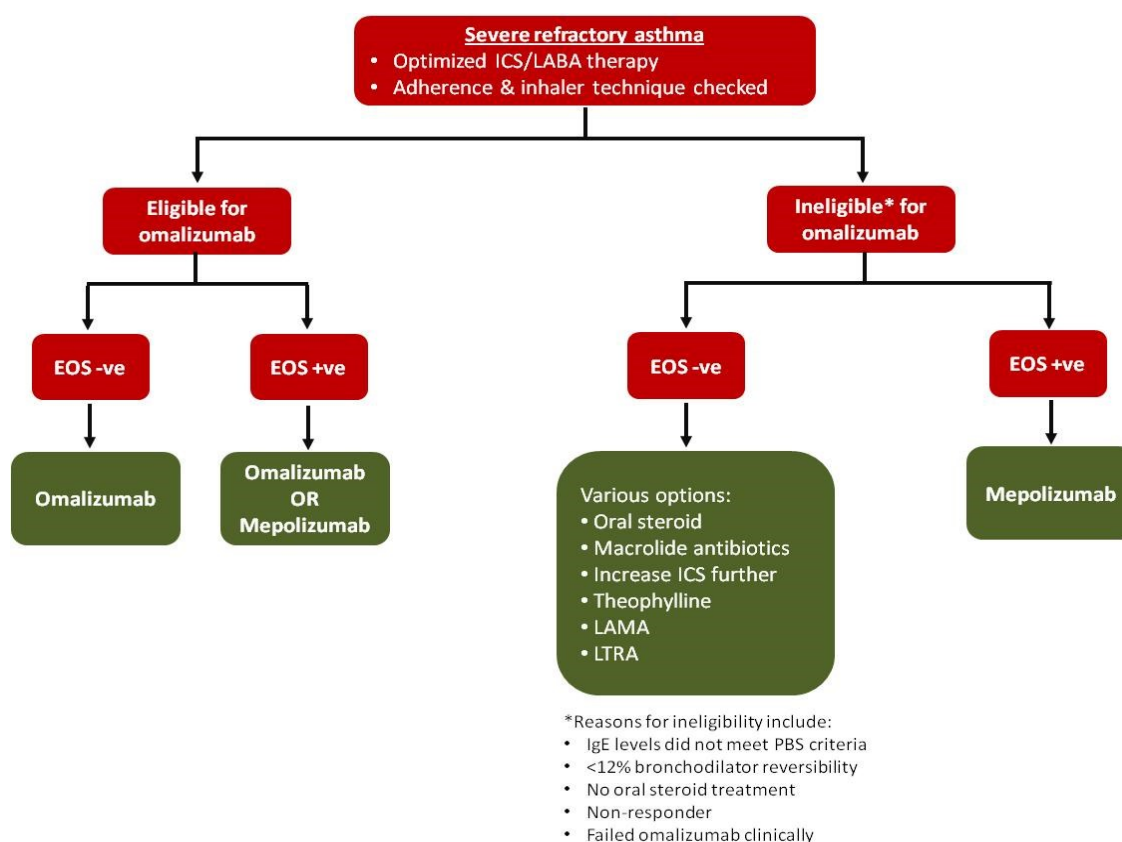 Severe refractory asthma
• Optimized ICS/LABA therapy
• Adherence & inhaler technique checked
Eligible for
omalizumab
Ineligible* for
omalizumab
EOS -ve
EOS +ve
EOS -ve
EOS +ve
Omalizumab
Omalizumab
OR
Mepolizumab
Various options:
• Oral steroid
• Macrolide antibiotics
• Increase ICS further
• Theophylline
• LAMA
• LTRA
Mepolizumab
*Reasons for ineligibility include:
• IgE levels did not meet PBS criteria
• <12% bronchodilator reversibility
• No oral steroid treatment
• Non-responder
• Failed omalizumab clinically